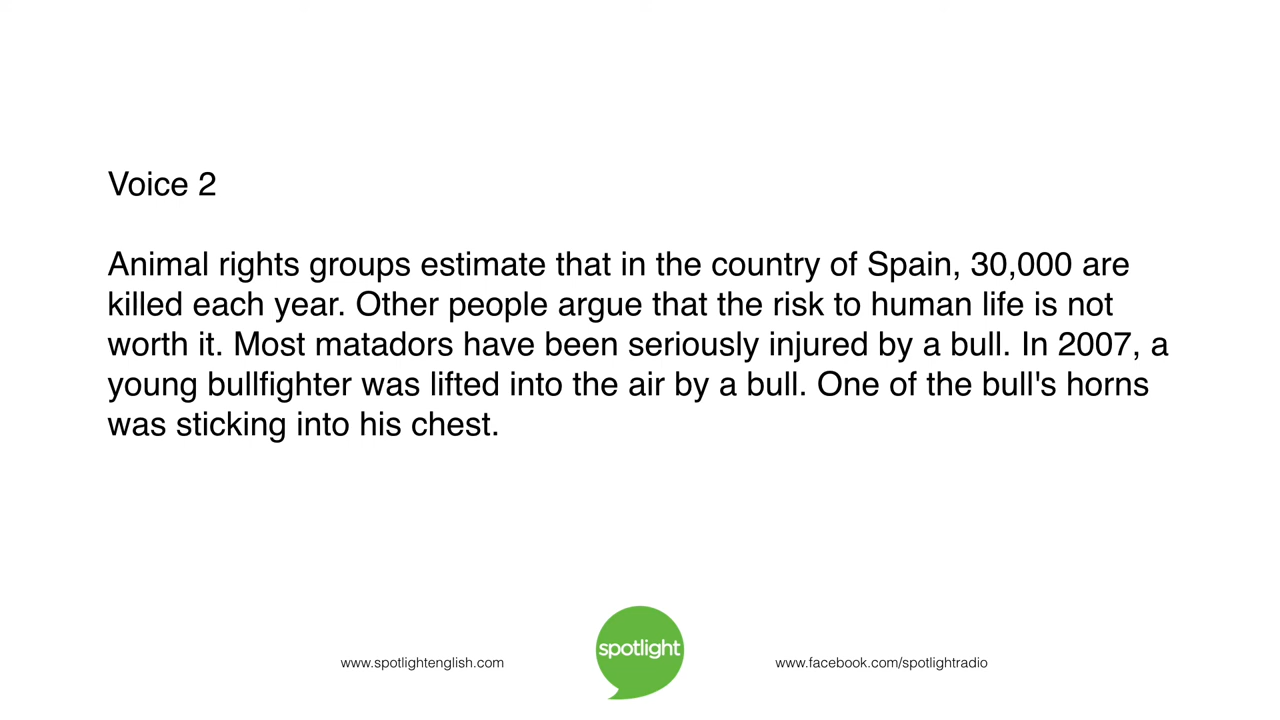 Voice 2
Animal rights groups estimate that in the country of Spain, 30,000 are
killed each year. Other people argue that the risk to human life is not
worth it. Most matadors have been seriously injured by a bull. In 2007, a
young bullfighter was lifted into the air by a bull. One of the bull's horns
was sticking into his chest.
www.spotlightenglish.com
spotlight
www.facebook.com/spotlightradio